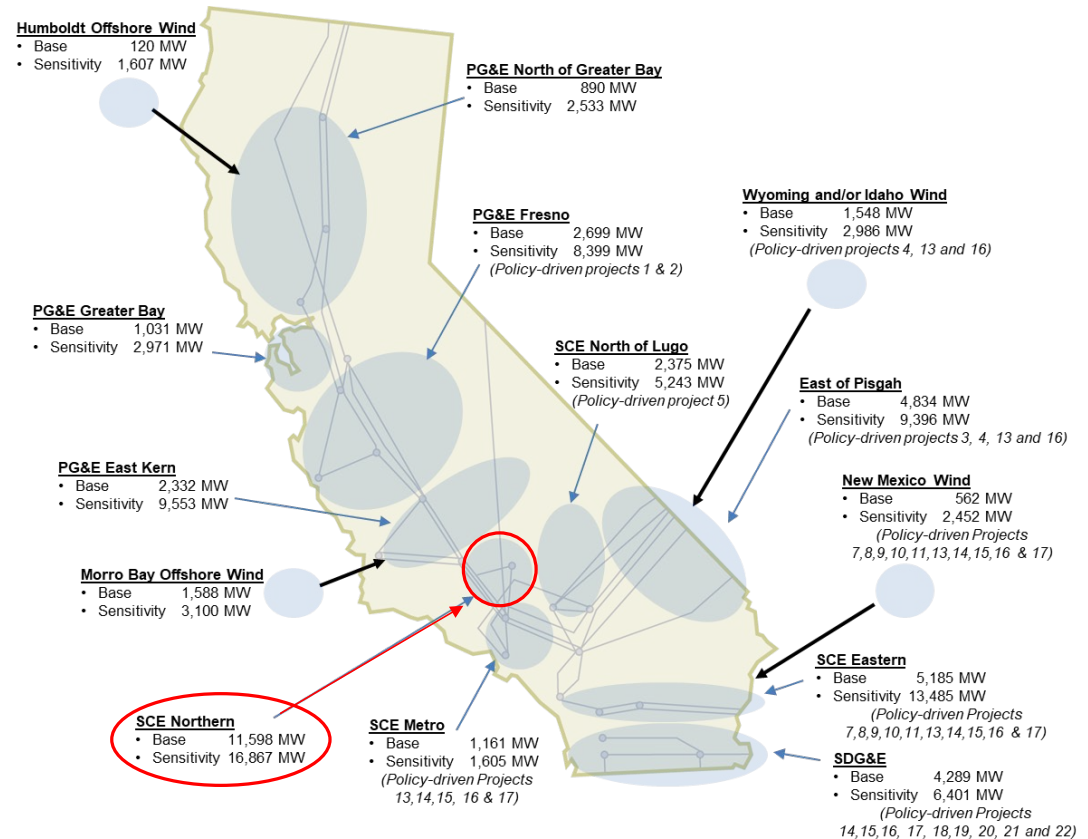 Humboldt Offshore Wind
• Base 120 MW
• Sensitivity 1,607 MW
PG&E North of Greater Bay
• Base 890 MW
• Sensitivity 2,533 MW
Wyoming and/or Idaho Wind
• Base 1,548 MW
• Sensitivity 2,986 MW
(Policy-driven projects 4, 13 and 16)
PG&E Fresno
• Base 2,699 MW
• Sensitivity 8,399 MW
(Policy-driven projects 1 & 2)
PG&E Greater Bay
• Base 1,031 MW
• Sensitivity 2,971 MW
SCE North of Lugo
• Base 2,375 MW
• Sensitivity 5,243 MW
(Policy-driven project 5)
East of Pisgah
• Base 4,834 MW
• Sensitivity 9,396 MW
(Policy-driven projects 3, 4, 13 and 16)
PG&E East Kern
• Base 2,332 MW
• Sensitivity 9,553 MW
New Mexico Wind
• Base 562 MW
• Sensitivity 2,452 MW
(Policy-driven Projects
7,8,9,10,11,13,14,15,16 & 17)
Morro Bay Offshore Wind
• Base 1,588 MW
• Sensitivity 3,100 MW
SCE Eastern
• Base 5,185 MW
• Sensitivity 13,485 MW
(Policy-driven Projects
7,8,9,10,11,13,14,15,16 & 17)
SCE Northern
• Base 11,598 MW
• Sensitivity 16,867 MW
SCE Metro
• Base 1,161 MW
• Sensitivity 1,605 MW
(Policy-driven Projects
13,14,15, 16 & 17)
SDG&E
• Base 4,289 MW
• Sensitivity 6,401 MW
(Policy-driven Projects
14,15,16, 17, 18,19, 20, 21 and 22)